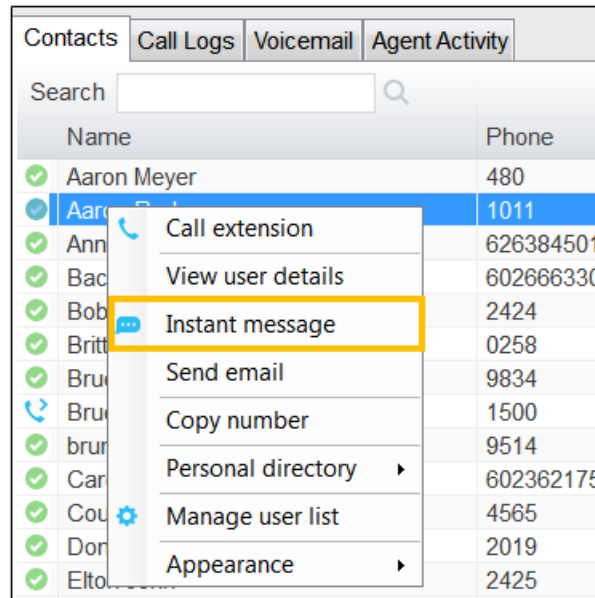 Contacts Call Logs Voicemail Agent Activity
Search
Name Phone
Aaron Meyer 480
1011
Call extension
626384501
View user details
602666330
2424
Instant message
0258
Send email
9834
1500
Copy number
9514
Personal directory
602362175
Manage user list
4565
2019
Appearance
2425